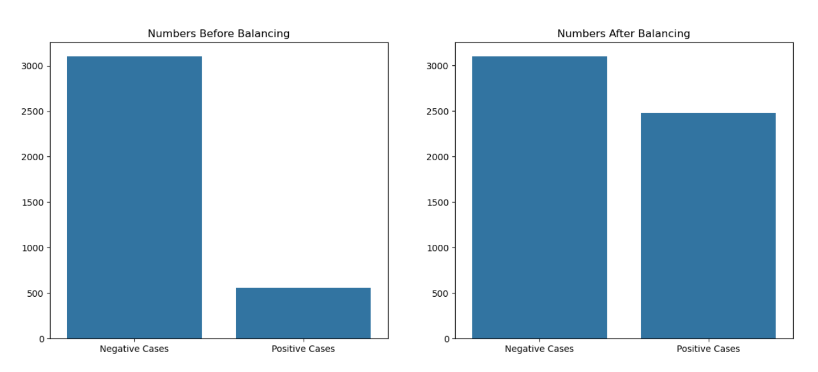 Numbers Before Balancing
3000
2500
2000
1500
1000
500
0
Negative Cases
Positive Cases
Numbers After Balancing
3000
2500
2000
1500
1000
500
0
Negative Cases
Positive Cases